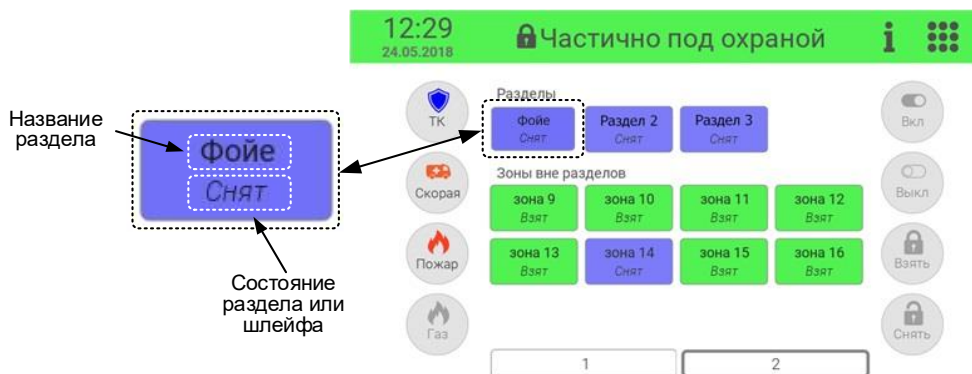 12:29
24.05.2018
Частично под охраной
i
Название
раздела
Фойе
Снят
Состояние
раздела или
шлейфа
ТК
Скорая
Пожар
Газ
Разделы
Фойе
Снят
Раздел 2
Снят
Раздел 3
Снят
Зоны вне разделов
зона 9
Взят
зона 10
Взят
зона 11
Взят
зона 12
Взят
зона 13
Взят
зона 14
Снят
зона 15
Взят
зона 16
Взят
1
2
Вкл
Выкл
Взять
Снять